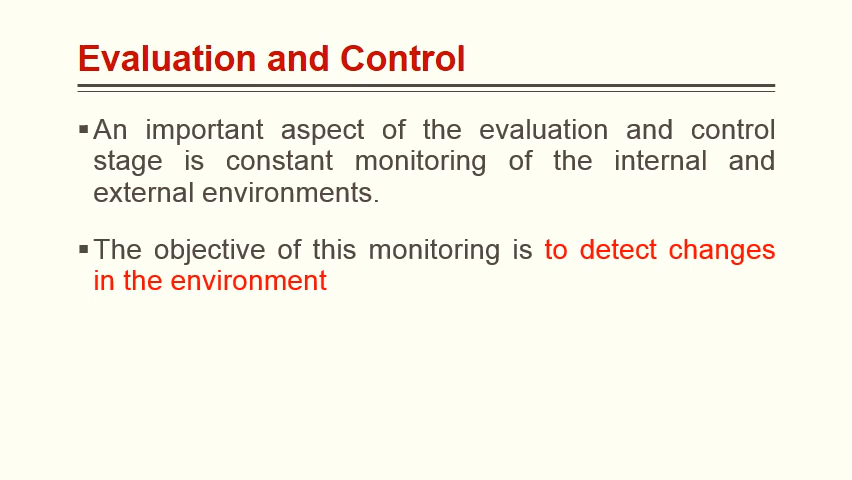 Evaluation and Control
▪An important aspect of the evaluation and control
stage is constant monitoring of the internal and
external environments.
▪The objective of this monitoring is to detect changes
in the environment